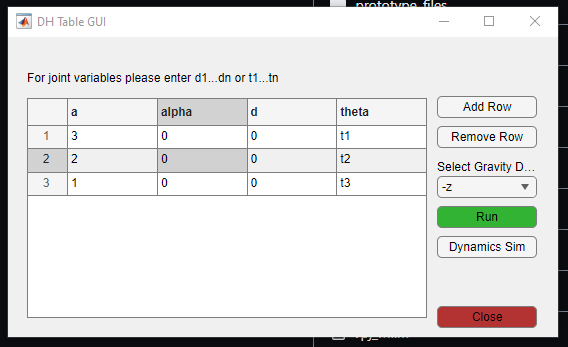 prototype_files
DH Table GUI
For joint variables please enter d1...dn or t1...tn
a alpha d theta
1 3 0 0 t1
2 2 0 0 t2
3 1 0 0 t3
Add Row
Remove Row
Select Gravity D...
-z
Run
Dynamics Sim
Close